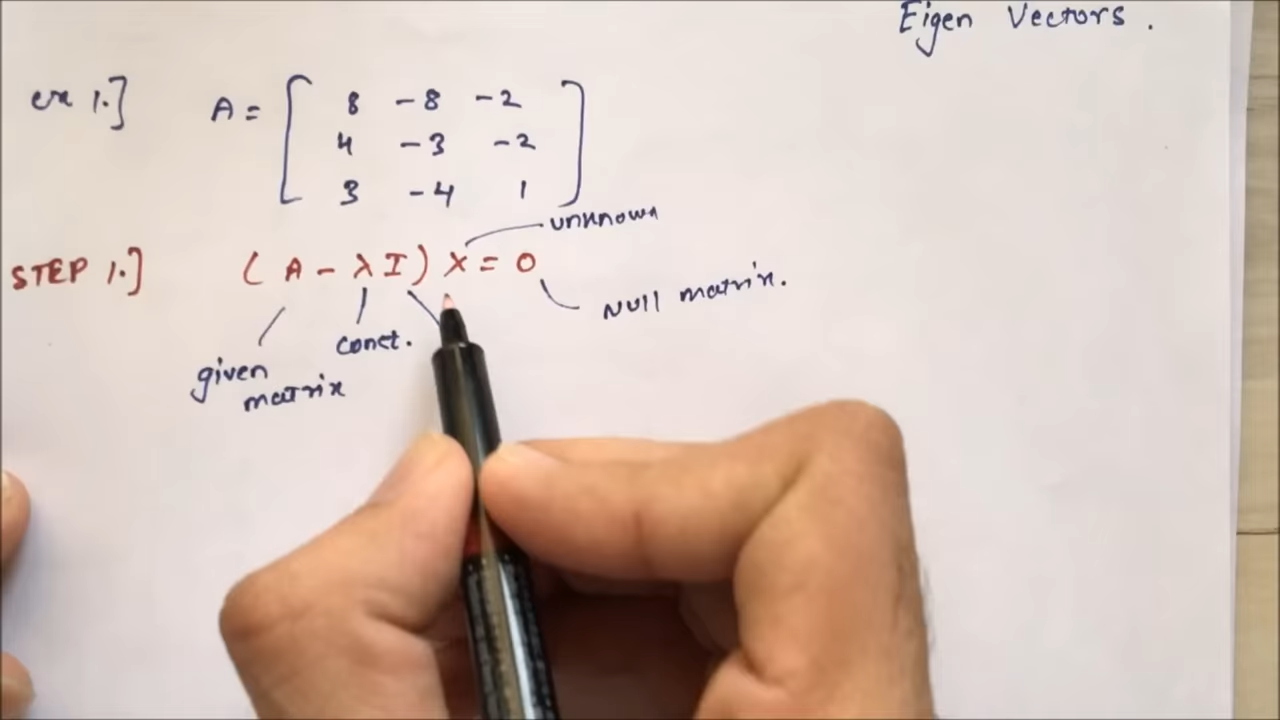 Eigen Vectors .
ex 1.]
A = [ 8 -8 -2
4 -3 -2
3 -4 1 ]
unknown
STEP 1.] ( A - λ I ) X = 0
Null matrix.
const.
given
matrix